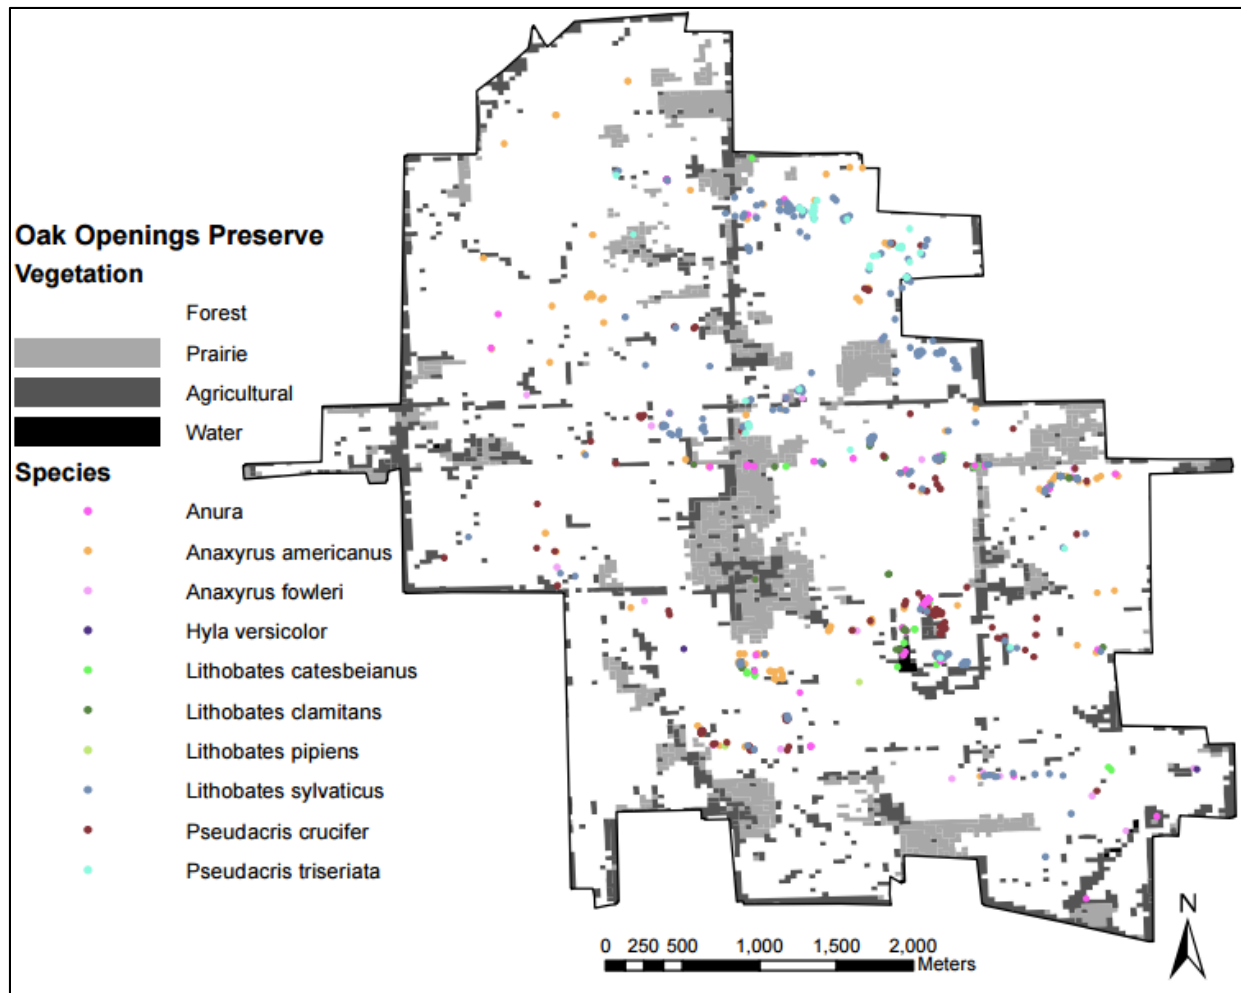 Oak Openings Preserve
Vegetation
Forest
Prairie
Agricultural
Water
Species
Anura
Anaxyrus americanus
Anaxyrus fowleri
Hyla versicolor
Lithobates catesbeianus
Lithobates clamitans
Lithobates pipiens
Lithobates sylvaticus
Pseudacris crucifer
Pseudacris triseriata
N
0 250 500 1,000 1,500 2,000
Meters